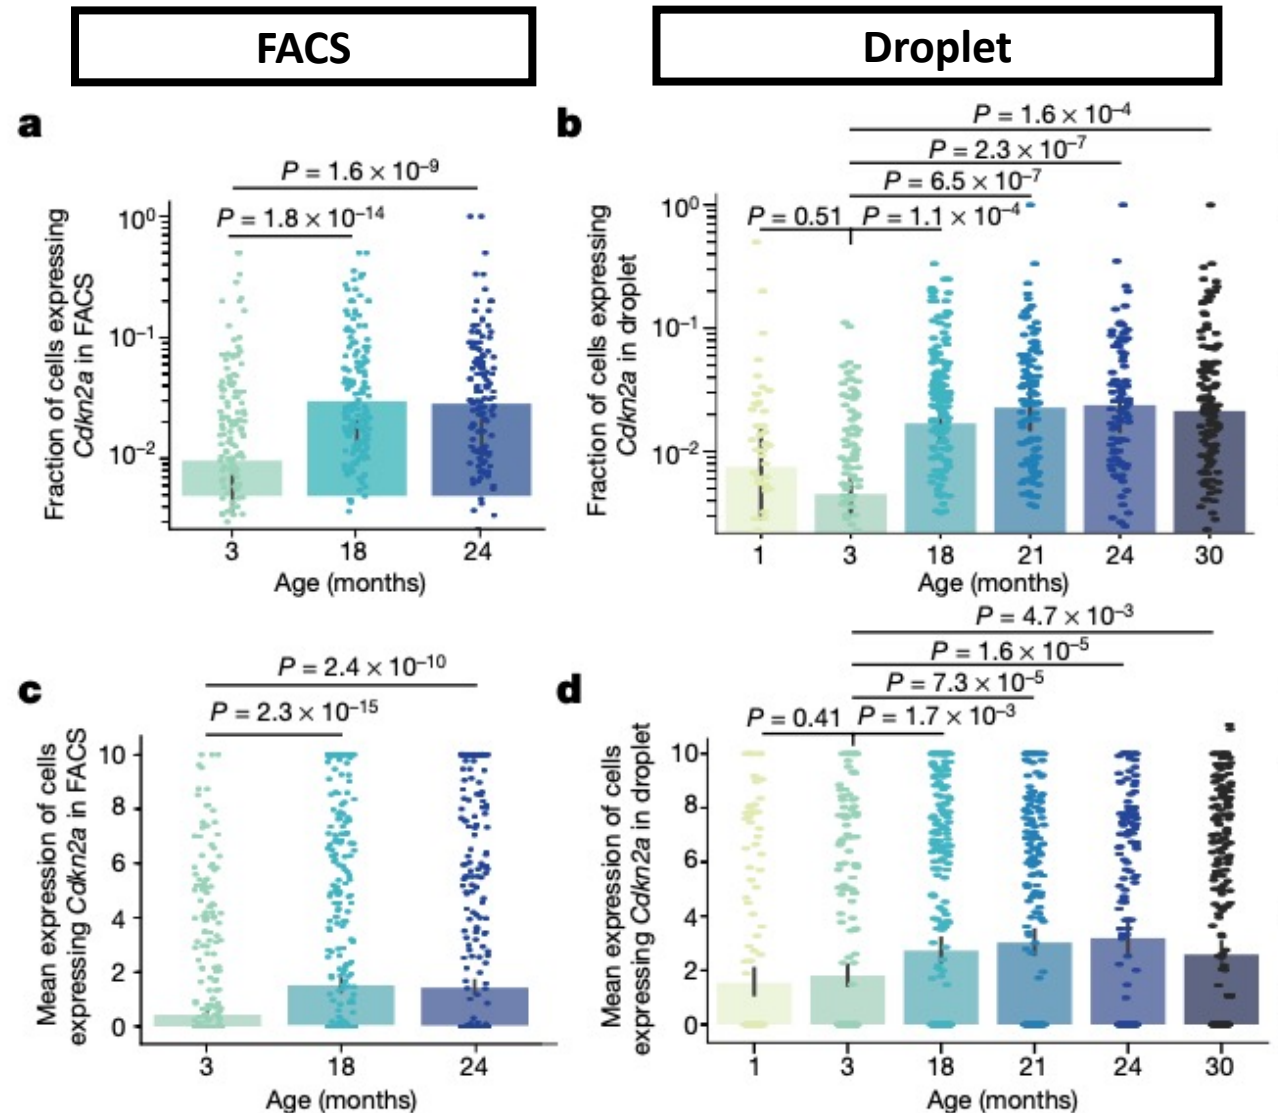 FACS
Droplet
a
P = 1.6 × 10⁻⁹
P = 1.8 × 10⁻¹⁴
Fraction of cells expressing
Cdkn2a in FACS
10⁰
10⁻¹
10⁻²
3 18 24
Age (months)
b
P = 1.6 × 10⁻⁴
P = 2.3 × 10⁻⁷
P = 6.5 × 10⁻⁷
P = 0.51 P = 1.1 × 10⁻⁴
Fraction of cells expressing
Cdkn2a in droplet
10⁰
10⁻¹
10⁻²
1 3 18 21 24 30
Age (months)
c
P = 2.4 × 10⁻¹⁰
P = 2.3 × 10⁻¹⁵
Mean expression of cells
expressing Cdkn2a in FACS
10
8
6
4
2
0
3 18 24
Age (months)
d
P = 4.7 × 10⁻³
P = 1.6 × 10⁻⁵
P = 7.3 × 10⁻⁵
P = 0.41 P = 1.7 × 10⁻³
Mean expression of cells
expressing Cdkn2a in droplet
10
8
6
4
2
0
1 3 18 21 24 30
Age (months)